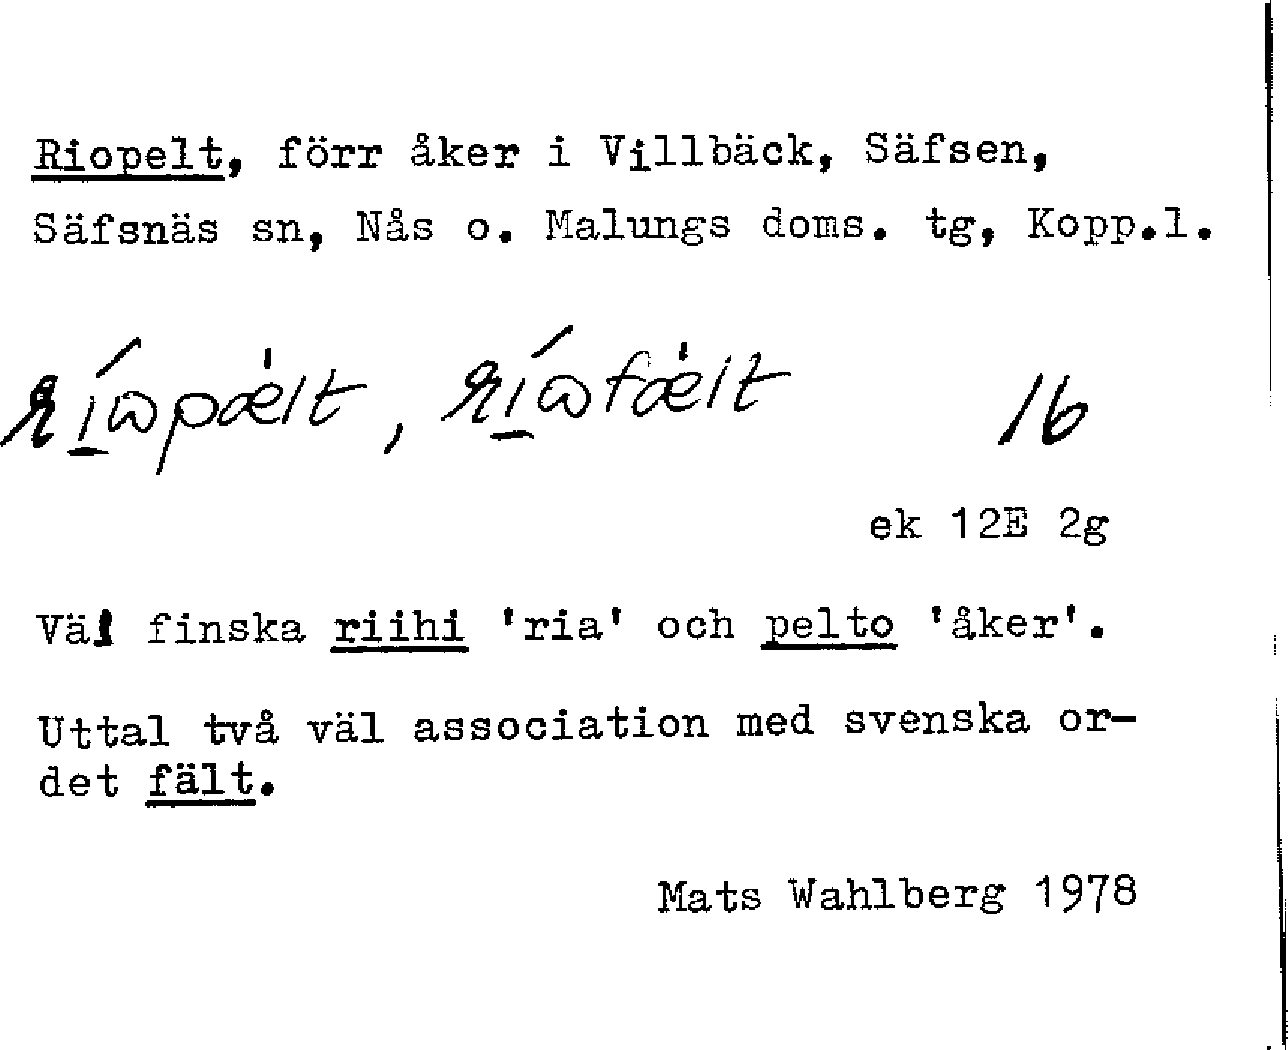 Riopelt, förr åker i Villbäck, Säfsen,
Säfsnäs sn, Nås o. Malungs doms. tg, Kopp.l.
16
ek 12E 2g
Väl finska riihi 'ria' och pelto 'åker'.
Uttal två väl association med svenska or-
det fält.
Mats Wahlberg 1978